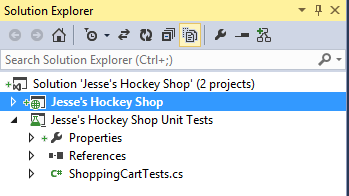 Solution Explorer
Search Solution Explorer (Ctrl+;)
Solution 'Jesse's Hockey Shop' (2 projects)
Jesse's Hockey Shop
Jesse's Hockey Shop Unit Tests
Properties
References
C# ShoppingCartTests.cs